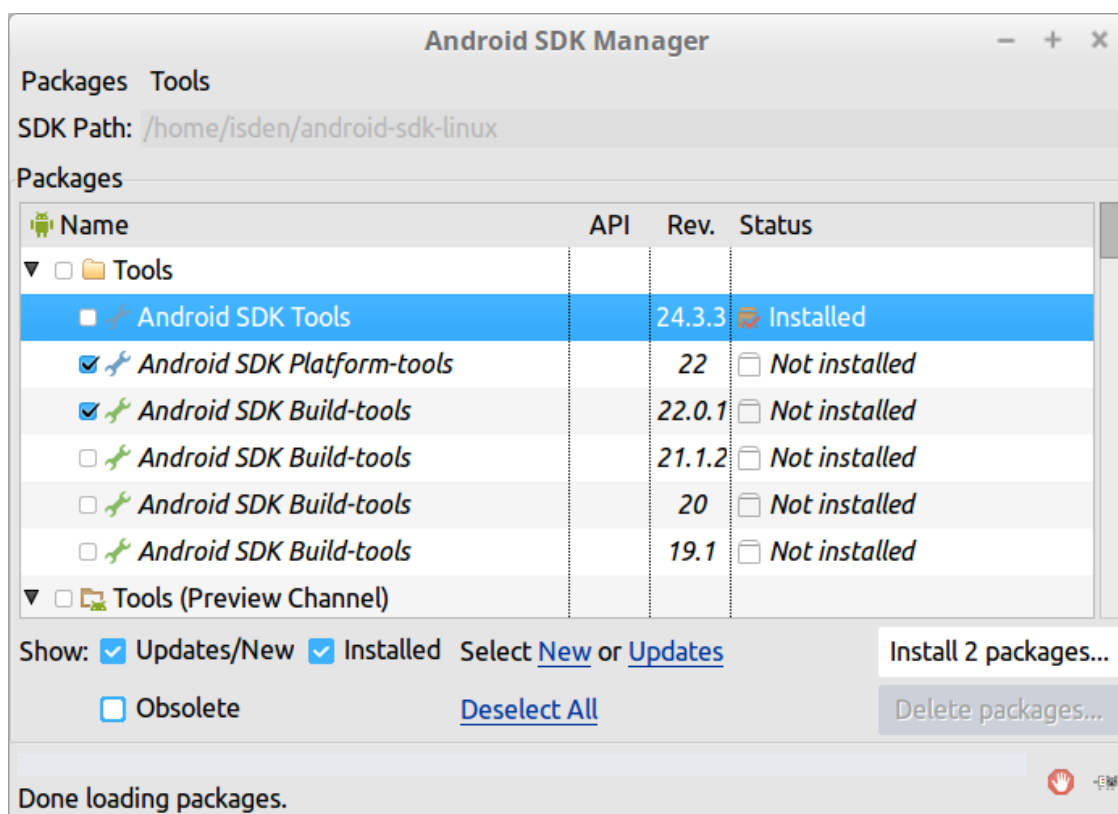 Android SDK Manager
Packages Tools
SDK Path: /home/isden/android-sdk-linux
Packages
Name API Rev. Status
Tools
Android SDK Tools 24.3.3 Installed
Android SDK Platform-tools 22 Not installed
Android SDK Build-tools 22.0.1 Not installed
Android SDK Build-tools 21.1.2 Not installed
Android SDK Build-tools 20 Not installed
Android SDK Build-tools 19.1 Not installed
Tools (Preview Channel)
Show: Updates/New Installed Select New or Updates Install 2 packages...
Obsolete Deselect All Delete packages...
Done loading packages.